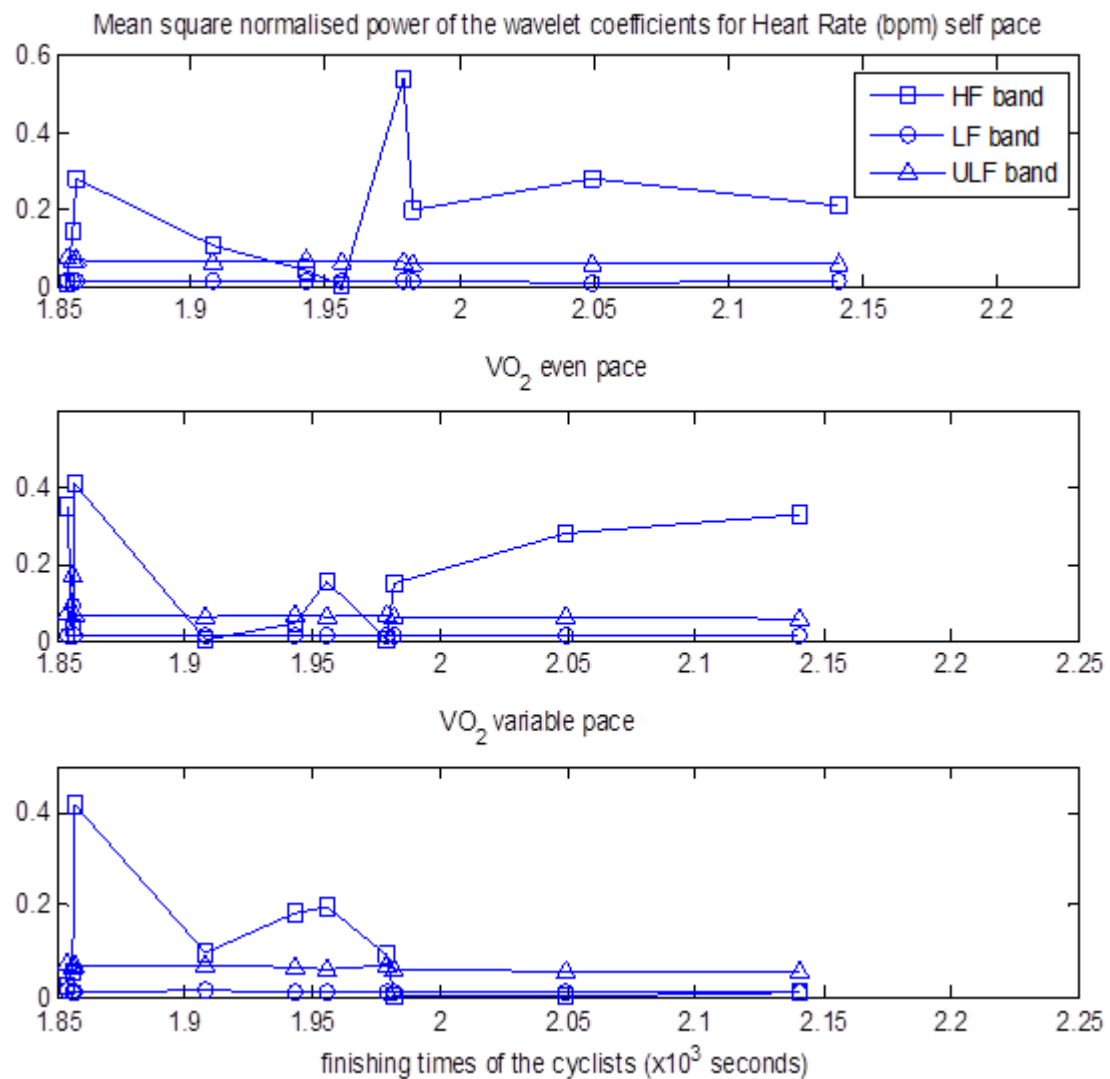 Mean square normalised power of the wavelet coefficients for Heart Rate (bpm) self pace
0.6
0.4
0.2
0
HF band
LF band
ULF band
1.85 1.9 1.95 2 2.05 2.1 2.15 2.2
VO2 even pace
0.4
0.2
0
1.85 1.9 1.95 2 2.05 2.1 2.15 2.2 2.25
VO2 variable pace
0.4
0.2
0
1.85 1.9 1.95 2 2.05 2.1 2.15 2.2 2.25
finishing times of the cyclists (x10^3 seconds)